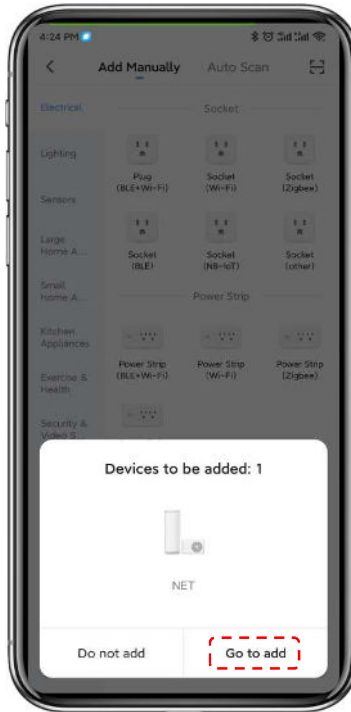 4:24 PM
Add Manually Auto Scan
Electrical
Socket
Lighting
Plug
(BLE+Wi-Fi)
Socket
(Wi-Fi)
Socket
(Zigbee)
Sensors
Large
Home A...
Socket
(BLE)
Socket
(NB-IoT)
Socket
(other)
Small
Home A...
Power Strip
Kitchen
Appliances
Power Strip
(BLE+Wi-Fi)
Power Strip
(Wi-Fi)
Power Strip
(Zigbee)
Exercise &
Health
Security &
Video S...
Devices to be added: 1
NET
Do not add
Go to add